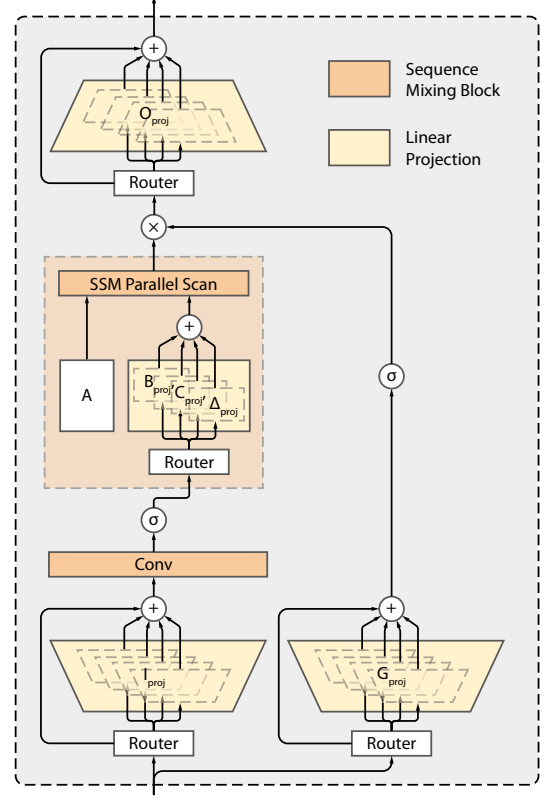 Sequence
Mixing Block
Linear
Projection
+
O_proj
Router
×
SSM Parallel Scan
+
A
B_proj, C_proj, Δ_proj
Router
σ
σ
Conv
+
I_proj
Router
+
G_proj
Router